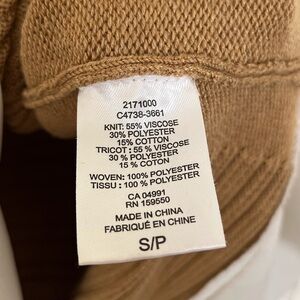 2171000
C4738-3661
KNIT: 55% VISCOSE
30% POLYESTER
15% COTTON
TRICOT : 55 % VISCOSE
30 % POLYESTER
15 % COTON
WOVEN: 100% POLYESTER
TISSU : 100% POLYESTER
CA 04991
RN 159550
MADE IN CHINA
FABRIQUÉ EN CHINE
S/P